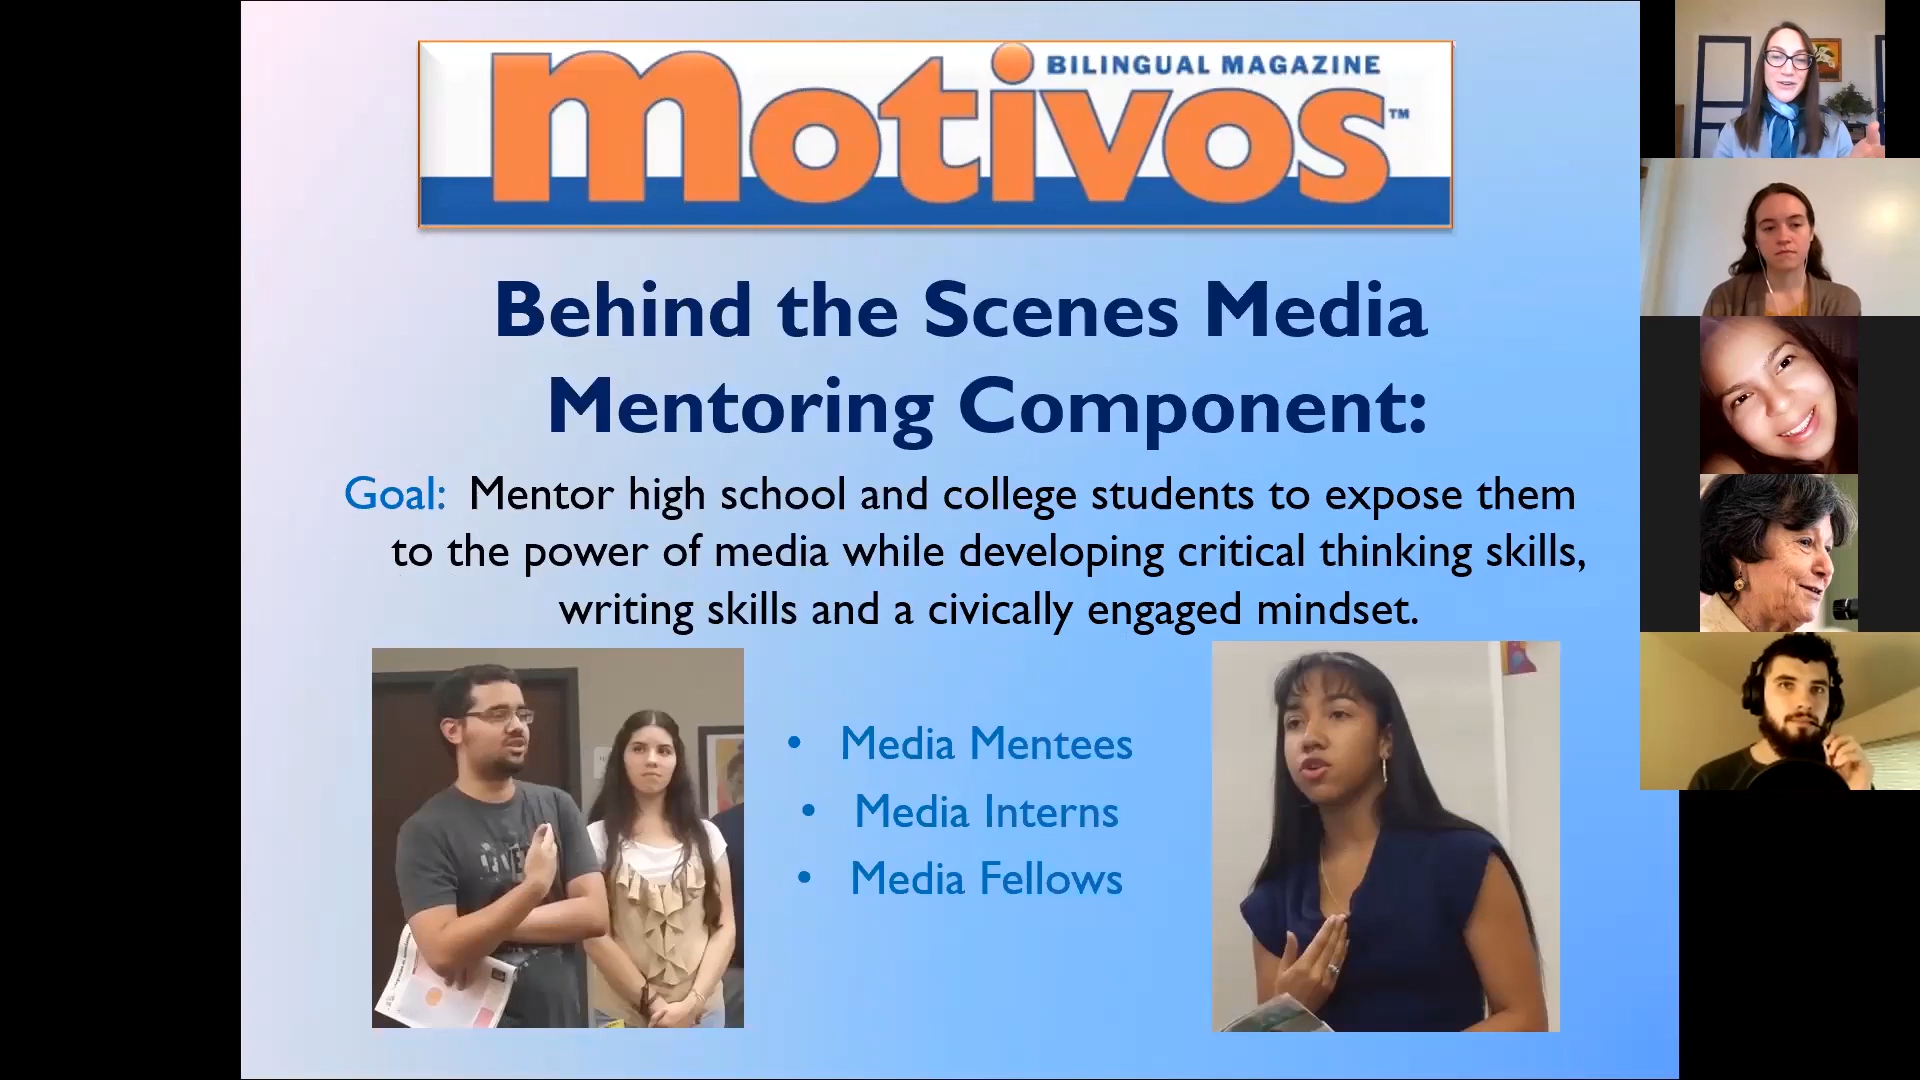 BILINGUAL MAGAZINE
motivos™
Behind the Scenes Media
Mentoring Component:
Goal: Mentor high school and college students to expose them
to the power of media while developing critical thinking skills,
writing skills and a civically engaged mindset.
• Media Mentees
• Media Interns
• Media Fellows